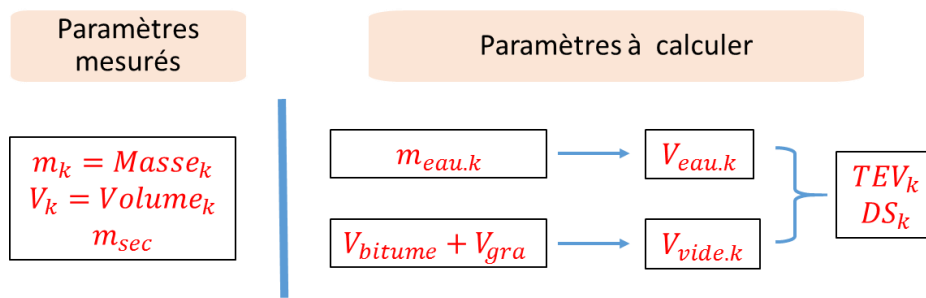 Paramètres
mesurés
Paramètres à calculer
m_k = Masse_k
V_k = Volume_k
m_sec
m_eau.k
V_eau.k
V_bitume + V_gra
V_vide.k
TEV_k
DS_k